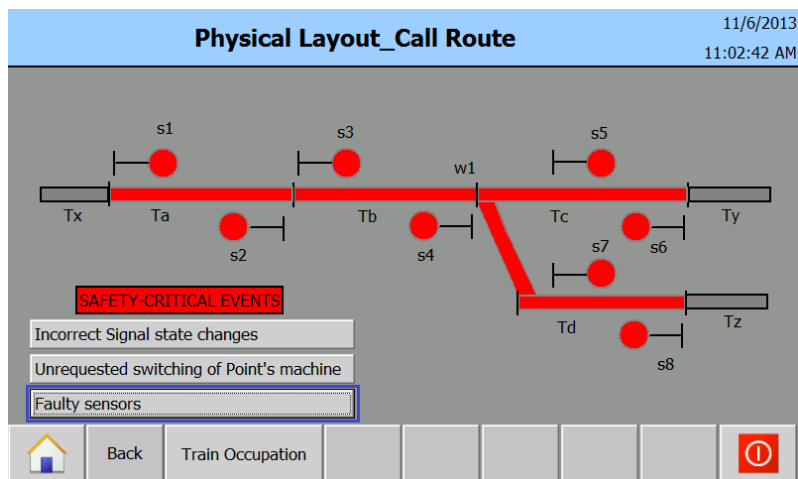 Physical Layout_Call Route
11/6/2013
11:02:42 AM
s1
s3
s5
w1
Tx
Ta
Tb
Tc
Ty
s2
s4
s7
s6
SAFETY-CRITICAL EVENTS
Td
Tz
Incorrect Signal state changes
Unrequested switching of Point's machine
s8
Faulty sensors
Back
Train Occupation